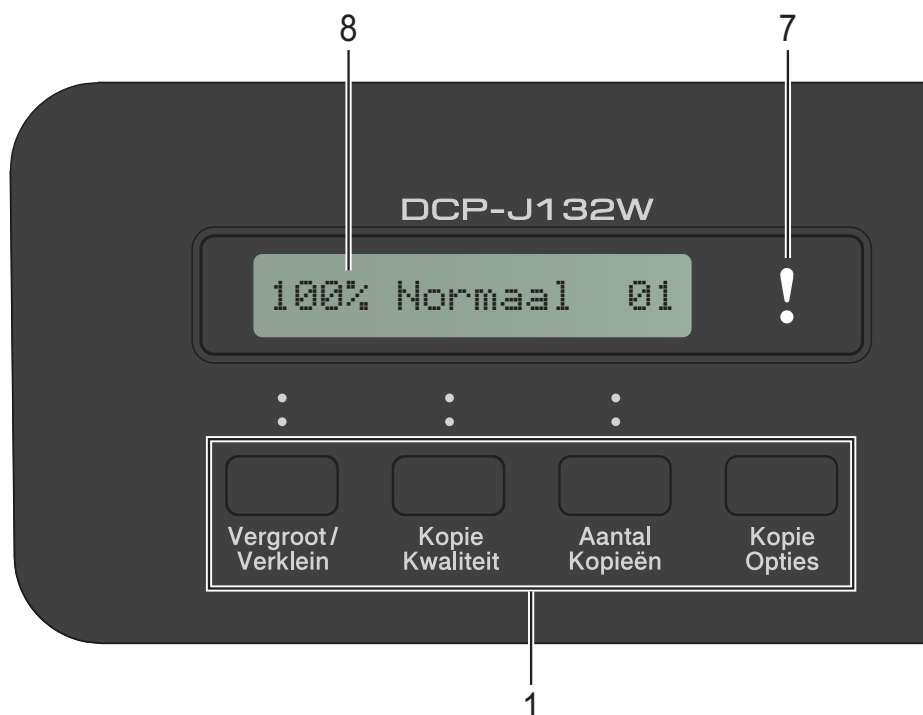 8 7
DCP-J132W
100% Normaal 01
!
Vergroot/
Verklein
Kopie
Kwaliteit
Aantal
Kopieën
Kopie
Opties
1